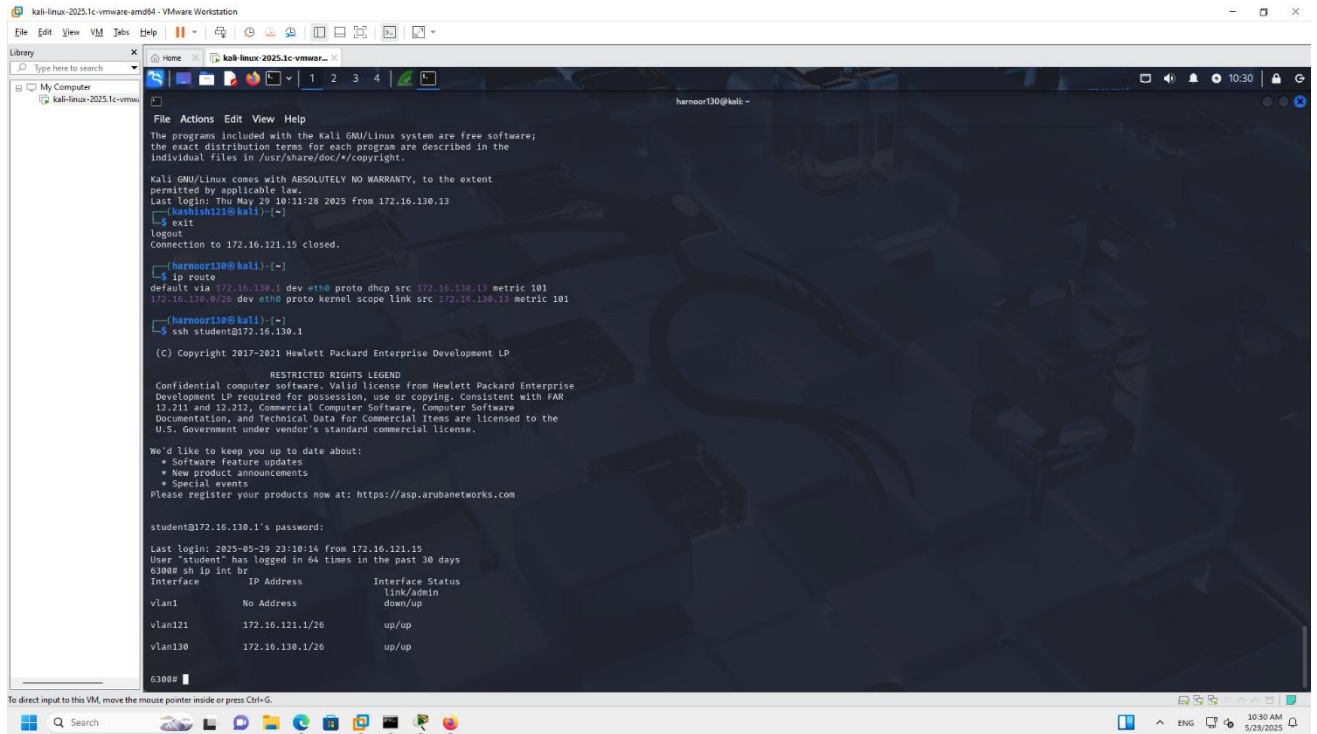 kali-linux-2025.1c-vmware-amd64 - VMware Workstation
File Edit View VM Tabs Help
Library
Type here to search
My Computer
kali-linux-2025.1c-vmwa
Home
kali-linux-2025.1c-vmwar...
1 2 3 4
10:30
harnoor130@kali: ~
File Actions Edit View Help
The programs included with the Kali GNU/Linux system are free software;
the exact distribution terms for each program are described in the
individual files in /usr/share/doc/*/copyright.
Kali GNU/Linux comes with ABSOLUTELY NO WARRANTY, to the extent
permitted by applicable law.
Last login: Thu May 29 10:11:28 2025 from 172.16.130.13
┌──(kashish121㉿kali)-[~]
└─$ exit
logout
Connection to 172.16.121.15 closed.
┌──(harnoor130㉿kali)-[~]
└─$ ip route
default via 172.16.130.1 dev eth0 proto dhcp src 172.16.130.13 metric 101
172.16.130.0/26 dev eth0 proto kernel scope link src 172.16.130.13 metric 101
┌──(harnoor130㉿kali)-[~]
└─$ ssh student@172.16.130.1
(C) Copyright 2017-2021 Hewlett Packard Enterprise Development LP
RESTRICTED RIGHTS LEGEND
Confidential computer software. Valid license from Hewlett Packard Enterprise
Development LP required for possession, use or copying. Consistent with FAR
12.211 and 12.212, Commercial Computer Software, Computer Software
Documentation, and Technical Data for Commercial Items are licensed to the
U.S. Government under vendor's standard commercial license.
We'd like to keep you up to date about:
* Software feature updates
* New product announcements
* Special events
Please register your products now at: https://asp.arubanetworks.com
student@172.16.130.1's password:
Last login: 2025-05-29 23:10:14 from 172.16.121.15
User "student" has logged in 64 times in the past 30 days
6300# sh ip int br
Interface IP Address Interface Status
link/admin
vlan1 No Address down/up
vlan121 172.16.121.1/26 up/up
vlan130 172.16.130.1/26 up/up
6300#
To direct input to this VM, move the mouse pointer inside or press Ctrl+G.
Search
ENG
10:30 AM
5/29/2025